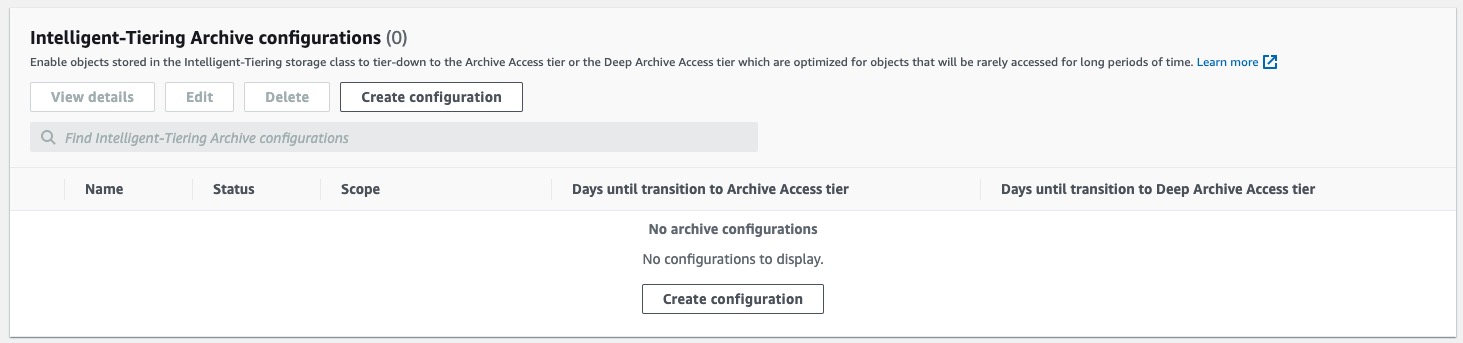 Intelligent-Tiering Archive configurations (0)
Enable objects stored in the Intelligent-Tiering storage class to tier-down to the Archive Access tier or the Deep Archive Access tier which are optimized for objects that will be rarely accessed for long periods of time. Learn more
View details Edit Delete Create configuration
Find Intelligent-Tiering Archive configurations
Name Status Scope Days until transition to Archive Access tier Days until transition to Deep Archive Access tier
No archive configurations
No configurations to display.
Create configuration